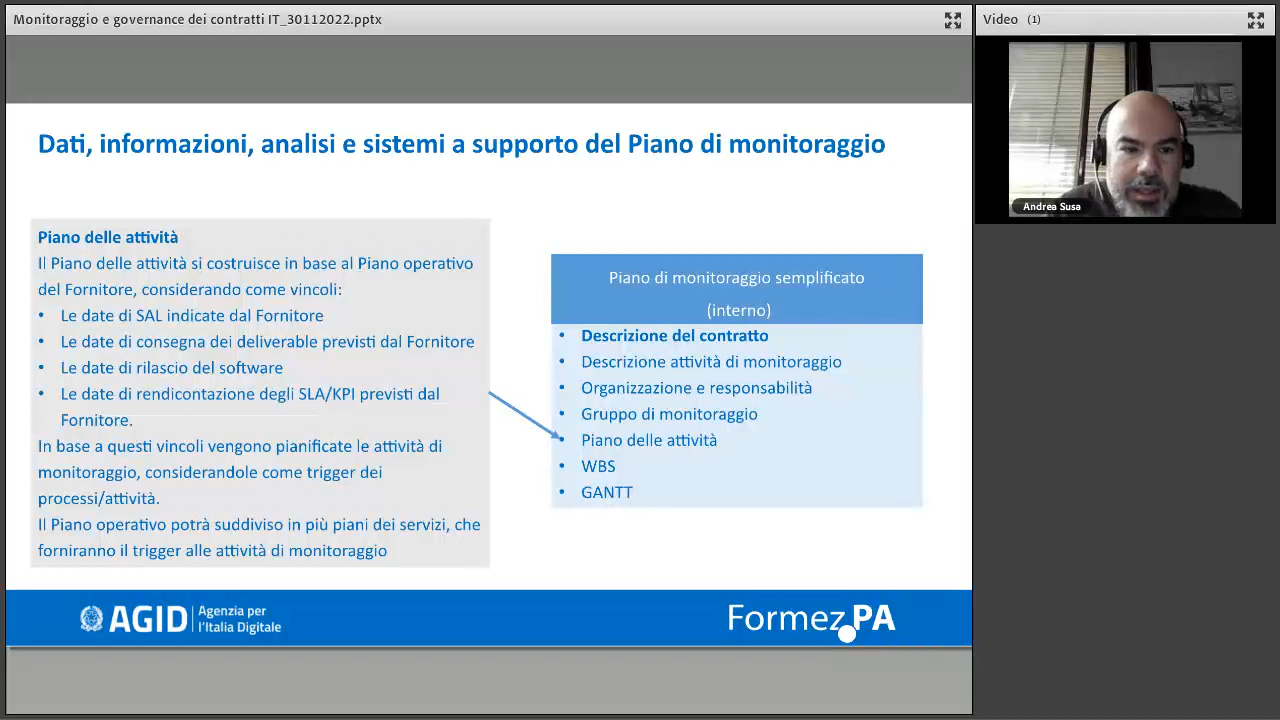 Monitoraggio e governance dei contratti IT_30112022.pptx
Video (1)
Andrea Susa
Dati, informazioni, analisi e sistemi a supporto del Piano di monitoraggio
Piano delle attività
Il Piano delle attività si costruisce in base al Piano operativo
del Fornitore, considerando come vincoli:
• Le date di SAL indicate dal Fornitore
• Le date di consegna dei deliverable previsti dal Fornitore
• Le date di rilascio del software
• Le date di rendicontazione degli SLA/KPI previsti dal
Fornitore.
In base a questi vincoli vengono pianificate le attività di
monitoraggio, considerandole come trigger dei
processi/attività.
Il Piano operativo potrà suddiviso in più piani dei servizi, che
forniranno il trigger alle attività di monitoraggio
Piano di monitoraggio semplificato
(interno)
• Descrizione del contratto
• Descrizione attività di monitoraggio
• Organizzazione e responsabilità
• Gruppo di monitoraggio
• Piano delle attività
• WBS
• GANTT
AGID
Agenzia per
l'Italia Digitale
Formez PA